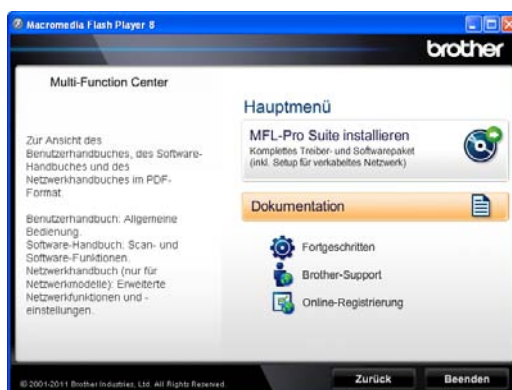 Macromedia Flash Player 8
brother
Multi-Function Center
Zur Ansicht des
Benutzerhandbuches, des Software-
Handbuches und des
Netzwerkhandbuches im PDF-
Format.
Benutzerhandbuch: Allgemeine
Bedienung.
Software-Handbuch: Scan- und
Software-Funktionen.
Netzwerkhandbuch (nur für
Netzwerkmodelle): Erweiterte
Netzwerkfunktionen und -
einstellungen.
Hauptmenü
MFL-Pro Suite installieren
Komplettes Treiber- und Softwarepaket
(inkl. Setup für verkabeltes Netzwerk)
Dokumentation
Fortgeschritten
Brother-Support
Online-Registrierung
© 2001-2011 Brother Industries, Ltd. All Rights Reserved.
Zurück
Beenden